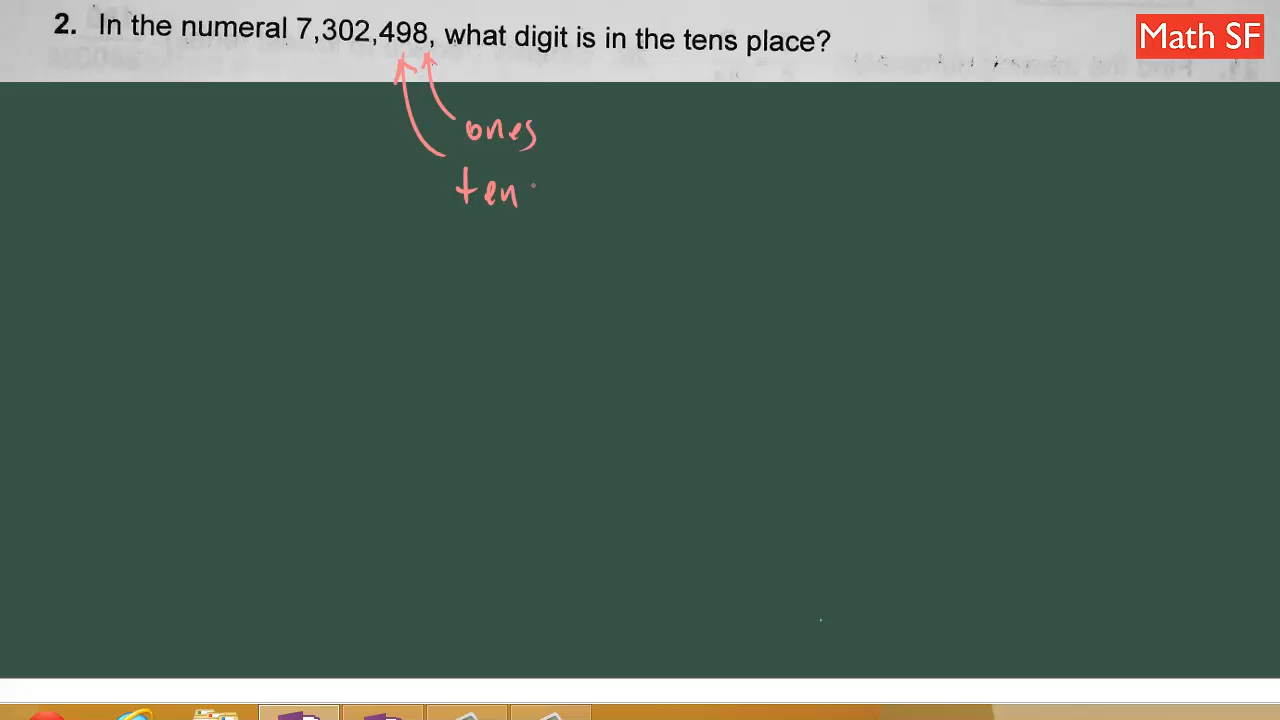 2. In the numeral 7,302,498, what digit is in the tens place?
Math SF
ones
ten